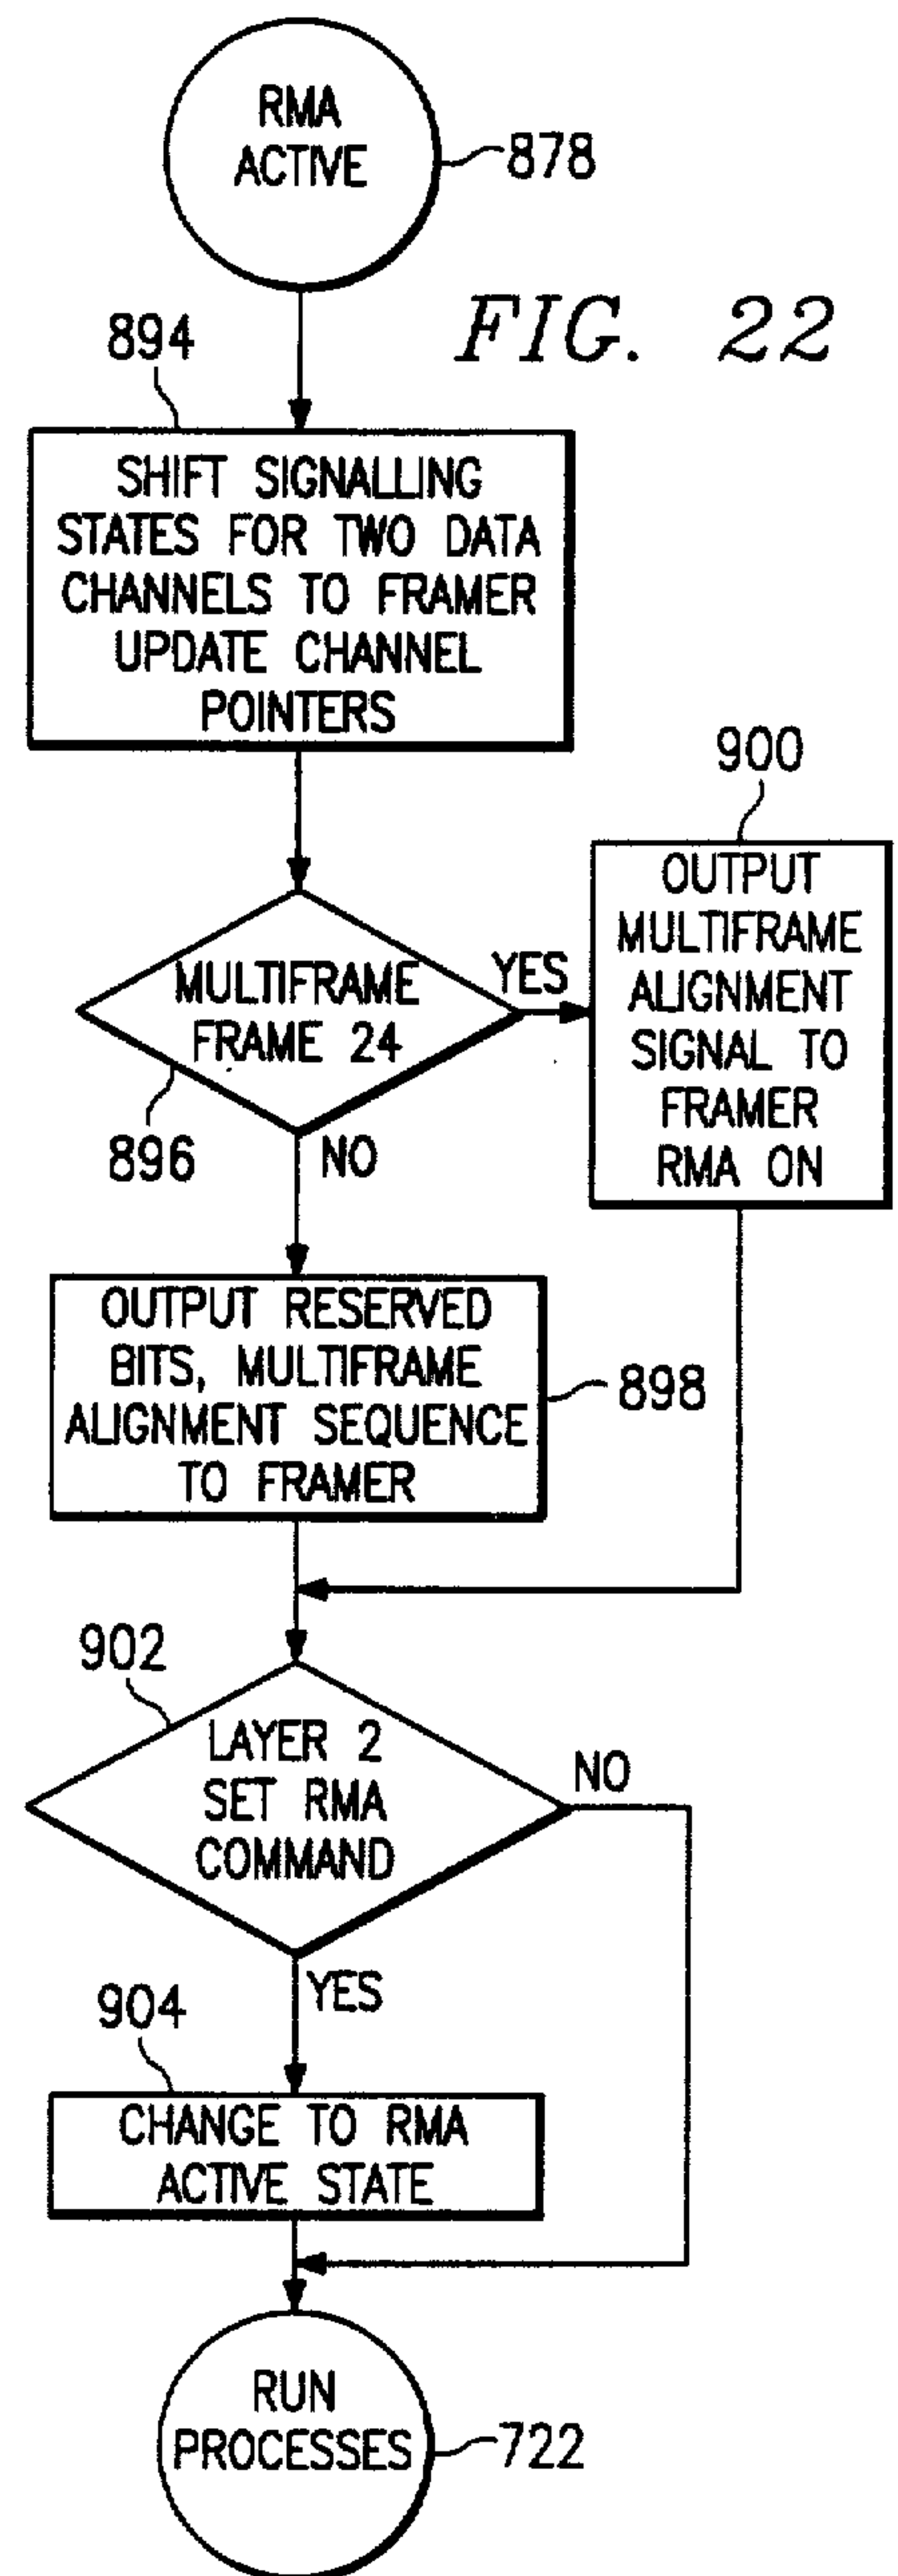 RMA
ACTIVE
878
FIG. 22
894
SHIFT SIGNALLING
STATES FOR TWO DATA
CHANNELS TO FRAMER
UPDATE CHANNEL
POINTERS
900
OUTPUT
MULTIFRAME
ALIGNMENT
SIGNAL TO
FRAMER
RMA ON
MULTIFRAME
FRAME 24
YES
896
NO
OUTPUT RESERVED
BITS, MULTIFRAME
ALIGNMENT SEQUENCE
TO FRAMER
898
902
LAYER 2
SET RMA
COMMAND
NO
YES
904
CHANGE TO RMA
ACTIVE STATE
RUN
PROCESSES
722